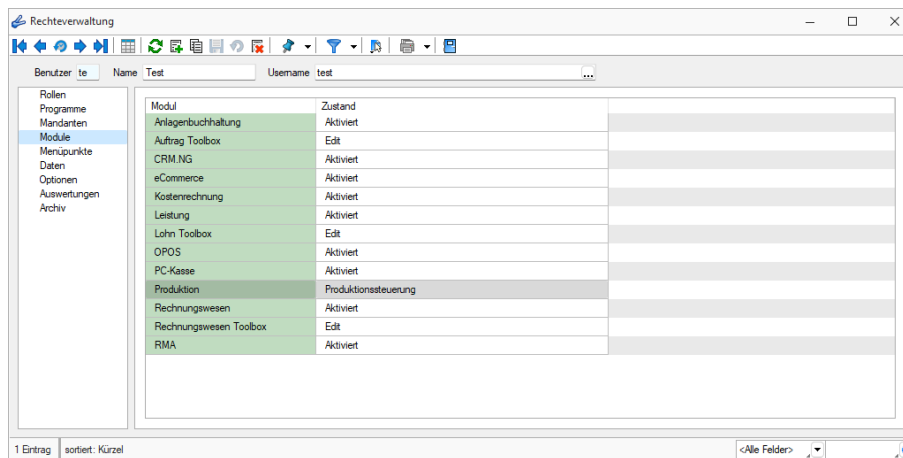 Rechteverwaltung
Benutzer te Name Test Username test ...
Rollen
Programme
Mandanten
Module
Menüpunkte
Daten
Optionen
Auswertungen
Archiv
Modul Zustand
Anlagenbuchhaltung Aktiviert
Auftrag Toolbox Edit
CRM.NG Aktiviert
eCommerce Aktiviert
Kostenrechnung Aktiviert
Leistung Aktiviert
Lohn Toolbox Edit
OPOS Aktiviert
PC-Kasse Aktiviert
Produktion Produktionssteuerung
Rechnungswesen Aktiviert
Rechnungswesen Toolbox Edit
RMA Aktiviert
1 Eintrag sortiert: Kürzel <Alle Felder>